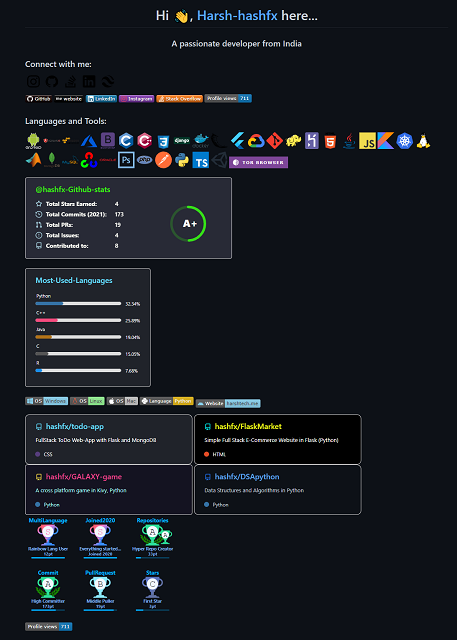 Hi 👋, Harsh-hashfx here...
A passionate developer from India
Connect with me:
GitHub me website LinkedIn Instagram Stack Overflow Profile views 711
Languages and Tools:
TOR BROWSER
@hashfx-Github-stats
Total Stars Earned: 4
Total Commits (2021): 173
Total PRs: 19
Total Issues: 4
Contributed to: 8
A+
Most-Used-Languages
Python
32.34%
C++
25.89%
Java
19.04%
C
15.05%
R
7.68%
OS Windows OS Linux OS Mac Language Python Website harshtech.me
hashfx/todo-app
FullStack ToDo Web-App with Flask and MongoDB
CSS
hashfx/FlaskMarket
Simple Full Stack E-Commerce Website in Flask (Python)
HTML
hashfx/GALAXY-game
A cross platform game in Kivy, Python
Python
hashfx/DSApython
Data Structures and Algorithms in Python
Python
MultiLanguage Joined2020 Repositories
S S A
Rainbow Lang User Everything started... Hyper Repo Creator
12pt Joined 2020 33pt
Commit PullRequest Stars
A B C
High Committer Middle Puller First Star
173pt 19pt 3pt
Profile views 711